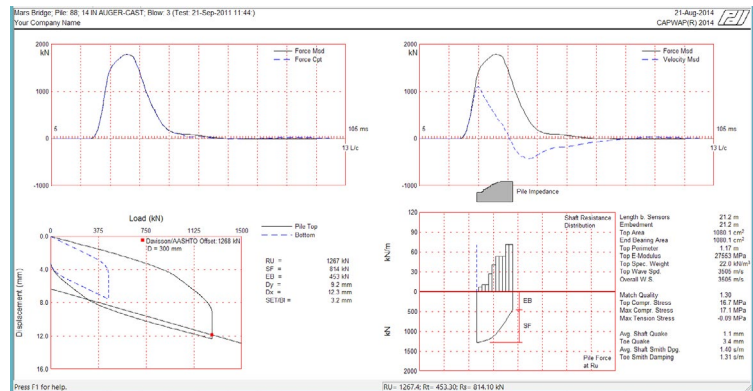 Mars Bridge; Pile: 88; 14 IN AUGER-CAST; Blow: 3 (Test: 21-Sep-2011 11:44:)
21-Aug-2014
Your Company Name
CAPWAP(R) 2014
2000
kN
1000
0
-1000
5
105 ms
13 L/c
Force Msd
Force Cpt
2000
kN
1000
0
-1000
5
105 ms
13 L/c
Force Msd
Velocity Msd
Pile Impedance
Load (kN)
0 375 750 1125 1500
0.0
4.0
8.0
12.0
16.0
Displacement (mm)
Davisson/AASHTO Offset:1268 kN
D = 300 mm
Pile Top
Bottom
RU = 1267 kN
SF = 814 kN
EB = 453 kN
Dy = 9.2 mm
Dx = 12.3 mm
SET/Bl = 3.2 mm
120
90
60
30
0
kN/m
Shaft Resistance
Distribution
500
1000
1500
2000
kN
EB
SF
Pile Force
at Ru
Length b. Sensors 21.2 m
Embedment 21.2 m
Top Area 1080.1 cm²
End Bearing Area 1080.1 cm²
Top Perimeter 1.17 m
Top E-Modulus 27553 MPa
Top Spec. Weight 22.0 kN/m³
Top Wave Spd. 3505 m/s
Overall W.S. 3505 m/s
Match Quality 1.30
Top Compr. Stress 16.7 MPa
Max Compr. Stress 17.1 MPa
Max Tension Stress -0.09 MPa
Avg. Shaft Quake 1.1 mm
Toe Quake 3.4 mm
Avg. Shaft Smith Dpg. 1.40 s/m
Toe Smith Damping 1.31 s/m
Press F1 for help.
RU= 1267.4; Rt= 453.30; Rs= 814.10 kN